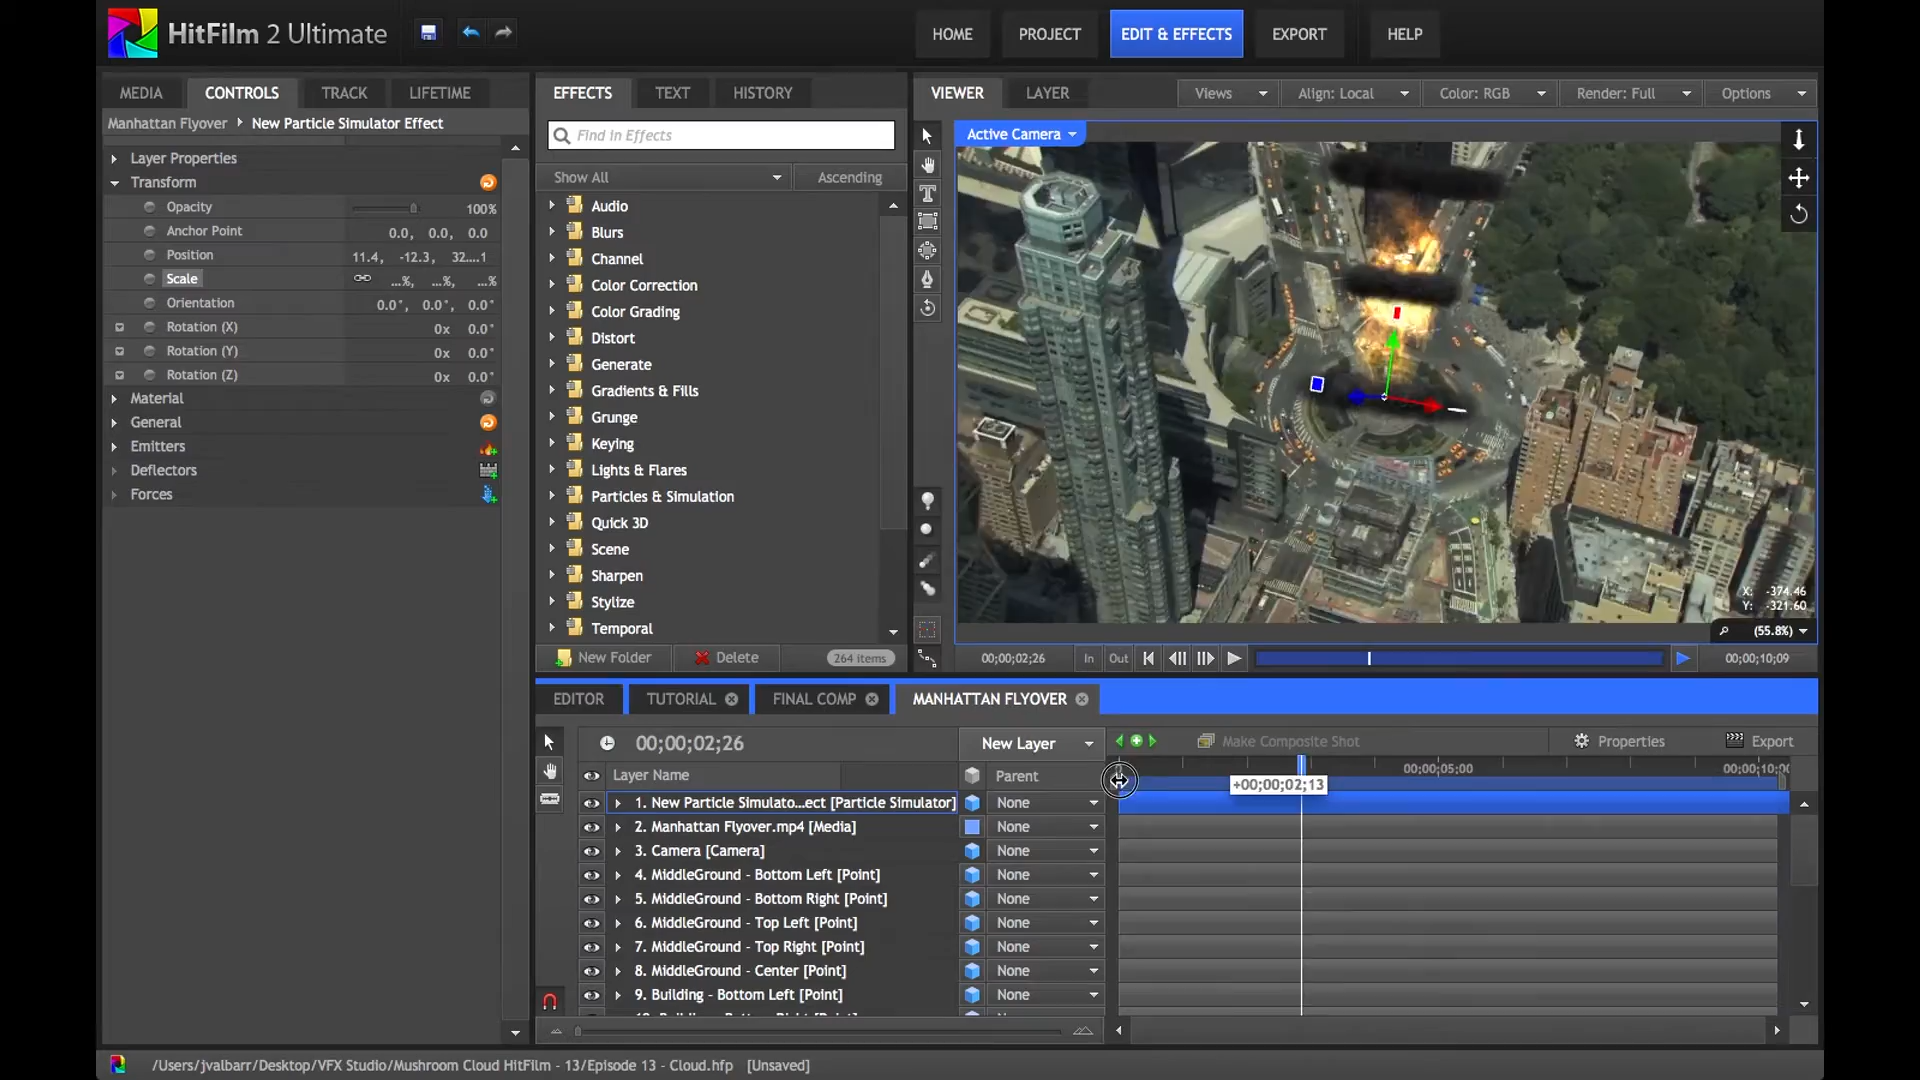 HitFilm 2 Ultimate
HOME
PROJECT
EDIT & EFFECTS
EXPORT
HELP
MEDIA
CONTROLS
TRACK
LIFETIME
Manhattan Flyover
New Particle Simulator Effect
Layer Properties
Transform
Opacity 100%
Anchor Point 0.0, 0.0, 0.0
Position 11.4, -12.3, 32....1
Scale ...%, ...%, ...%
Orientation 0.0°, 0.0°, 0.0°
Rotation (X) 0x 0.0°
Rotation (Y) 0x 0.0°
Rotation (Z) 0x 0.0°
Material
General
Emitters
Deflectors
Forces
EFFECTS
TEXT
HISTORY
Find in Effects
Show All
Ascending
Audio
Blurs
Channel
Color Correction
Color Grading
Distort
Generate
Gradients & Fills
Grunge
Keying
Lights & Flares
Particles & Simulation
Quick 3D
Scene
Sharpen
Stylize
Temporal
New Folder
Delete
264 items
VIEWER
LAYER
Views
Align: Local
Color: RGB
Render: Full
Options
Active Camera
X: -374.46
Y: -321.60
(55.8%)
00;00;02;26
In
Out
00;00;10;09
EDITOR
TUTORIAL
FINAL COMP
MANHATTAN FLYOVER
00;00;02;26
New Layer
Make Composite Shot
Properties
Export
Layer Name
Parent
00;00;05;00
00;00;10;0
+00;00;02;13
1. New Particle Simulato...ect [Particle Simulator] None
2. Manhattan Flyover.mp4 [Media] None
3. Camera [Camera] None
4. MiddleGround - Bottom Left [Point] None
5. MiddleGround - Bottom Right [Point] None
6. MiddleGround - Top Left [Point] None
7. MiddleGround - Top Right [Point] None
8. MiddleGround - Center [Point] None
9. Building - Bottom Left [Point] None
/Users/jvalbarr/Desktop/VFX Studio/Mushroom Cloud HitFilm - 13/Episode 13 - Cloud.hfp [Unsaved]